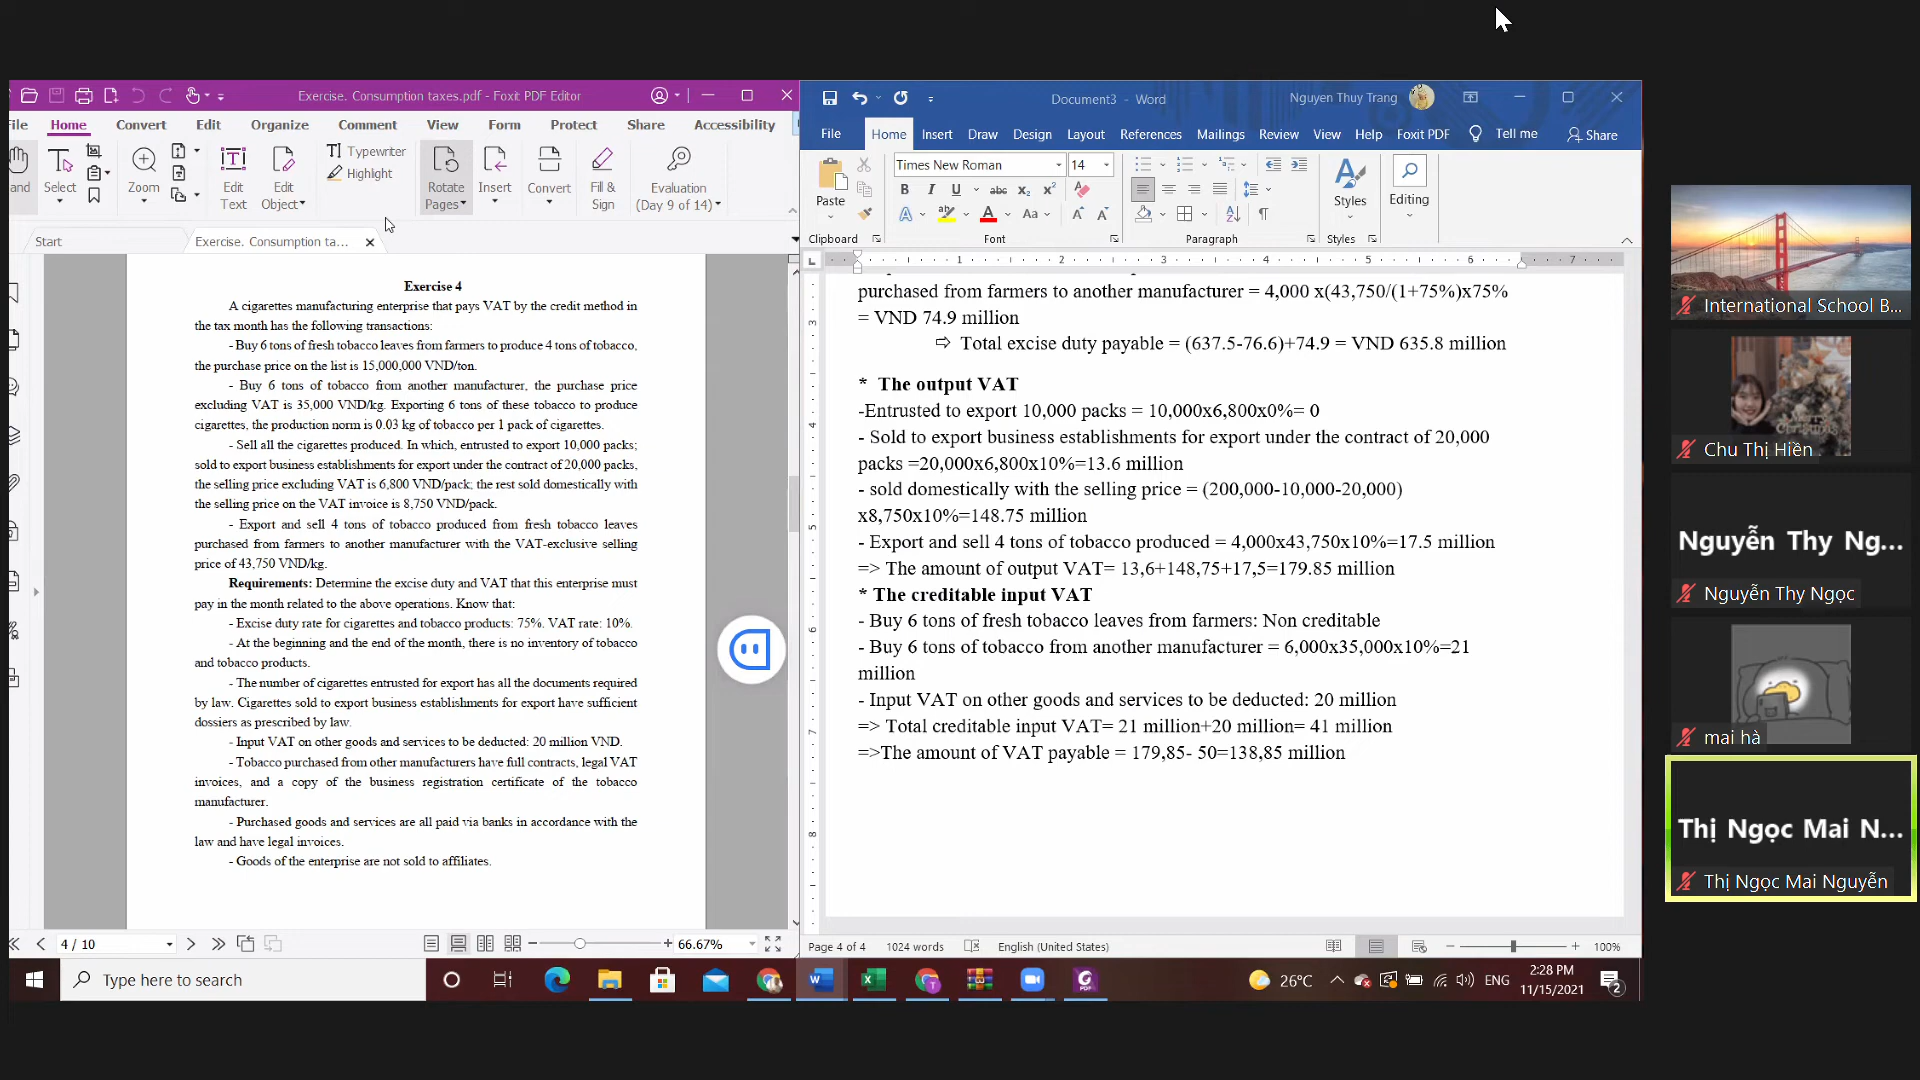 Exercise. Consumption taxes.pdf - Foxit PDF Editor
File Home Convert Edit Organize Comment View Form Protect Share Accessibility
Hand
Select
Zoom
Edit Text
Edit Object
Typewriter
Highlight
Rotate Pages
Insert
Convert
Fill & Sign
Evaluation (Day 9 of 14)
Start
Exercise. Consumption ta...
Exercise 4
A cigarettes manufacturing enterprise that pays VAT by the credit method in
the tax month has the following transactions:
- Buy 6 tons of fresh tobacco leaves from farmers to produce 4 tons of tobacco,
the purchase price on the list is 15,000,000 VND/ton.
- Buy 6 tons of tobacco from another manufacturer, the purchase price
excluding VAT is 35,000 VND/kg. Exporting 6 tons of these tobacco to produce
cigarettes, the production norm is 0.03 kg of tobacco per 1 pack of cigarettes.
- Sell all the cigarettes produced. In which, entrusted to export 10,000 packs;
sold to export business establishments for export under the contract of 20,000 packs,
the selling price excluding VAT is 6,800 VND/pack; the rest sold domestically with
the selling price on the VAT invoice is 8,750 VND/pack.
- Export and sell 4 tons of tobacco produced from fresh tobacco leaves
purchased from farmers to another manufacturer with the VAT-exclusive selling
price of 43,750 VND/kg.
Requirements: Determine the excise duty and VAT that this enterprise must
pay in the month related to the above operations. Know that:
- Excise duty rate for cigarettes and tobacco products: 75%. VAT rate: 10%.
- At the beginning and the end of the month, there is no inventory of tobacco
and tobacco products.
- The number of cigarettes entrusted for export has all the documents required
by law. Cigarettes sold to export business establishments for export have sufficient
dossiers as prescribed by law.
- Input VAT on other goods and services to be deducted: 20 million VND.
- Tobacco purchased from other manufacturers have full contracts, legal VAT
invoices, and a copy of the business registration certificate of the tobacco
manufacturer.
- Purchased goods and services are all paid via banks in accordance with the
law and have legal invoices.
- Goods of the enterprise are not sold to affiliates.
4 / 10
66.67%
Document3 - Word
Nguyen Thuy Trang
File Home Insert Draw Design Layout References Mailings Review View Help Foxit PDF Tell me Share
Paste
Clipboard
Times New Roman 14
B I U abc x₂ x²
A A Aa A A
Font
Paragraph
Styles
Styles
Editing
1 2 3 4 5 6 7
3
4
5
6
7
8
purchased from farmers to another manufacturer = 4,000 x(43,750/(1+75%)x75%
= VND 74.9 million
⇨ Total excise duty payable = (637.5-76.6)+74.9 = VND 635.8 million
* The output VAT
-Entrusted to export 10,000 packs = 10,000x6,800x0%= 0
- Sold to export business establishments for export under the contract of 20,000
packs =20,000x6,800x10%=13.6 million
- sold domestically with the selling price = (200,000-10,000-20,000)
x8,750x10%=148.75 million
- Export and sell 4 tons of tobacco produced = 4,000x43,750x10%=17.5 million
=> The amount of output VAT= 13,6+148,75+17,5=179.85 million
* The creditable input VAT
- Buy 6 tons of fresh tobacco leaves from farmers: Non creditable
- Buy 6 tons of tobacco from another manufacturer = 6,000x35,000x10%=21
million
- Input VAT on other goods and services to be deducted: 20 million
=> Total creditable input VAT= 21 million+20 million= 41 million
=>The amount of VAT payable = 179,85- 50=138,85 million
Page 4 of 4
1024 words
English (United States)
100%
Type here to search
26°C
ENG
2:28 PM
11/15/2021
2
International School B...
Chu Thị Hiền
Nguyễn Thy Ng...
Nguyễn Thy Ngọc
mai hà
Thị Ngọc Mai N...
Thị Ngọc Mai Nguyễn